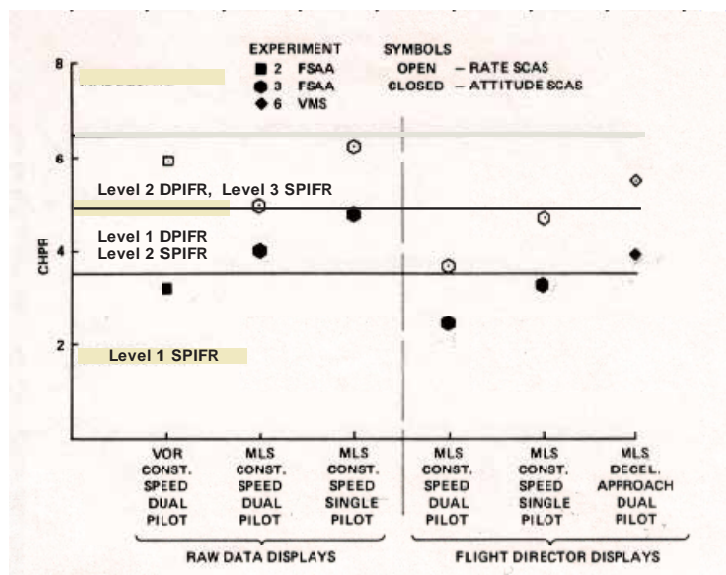 EXPERIMENT SYMBOLS
2 FSAA OPEN – RATE SCAS
3 FSAA CLOSED – ATTITUDE SCAS
6 VNS
8
6
4
2
CHPR
Level 2 DPIFR, Level 3 SPIFR
Level 1 DPIFR
Level 2 SPIFR
Level 1 SPIFR
VOR MLS MLS MLS MLS MLS
CONST. CONST. CONST. CONST. CONST. DECEL.
SPEED SPEED SPEED SPEED SPEED APPROACH
DUAL DUAL SINGLE DUAL SINGLE DUAL
PILOT PILOT PILOT PILOT PILOT PILOT
RAW DATA DISPLAYS FLIGHT DIRECTOR DISPLAYS